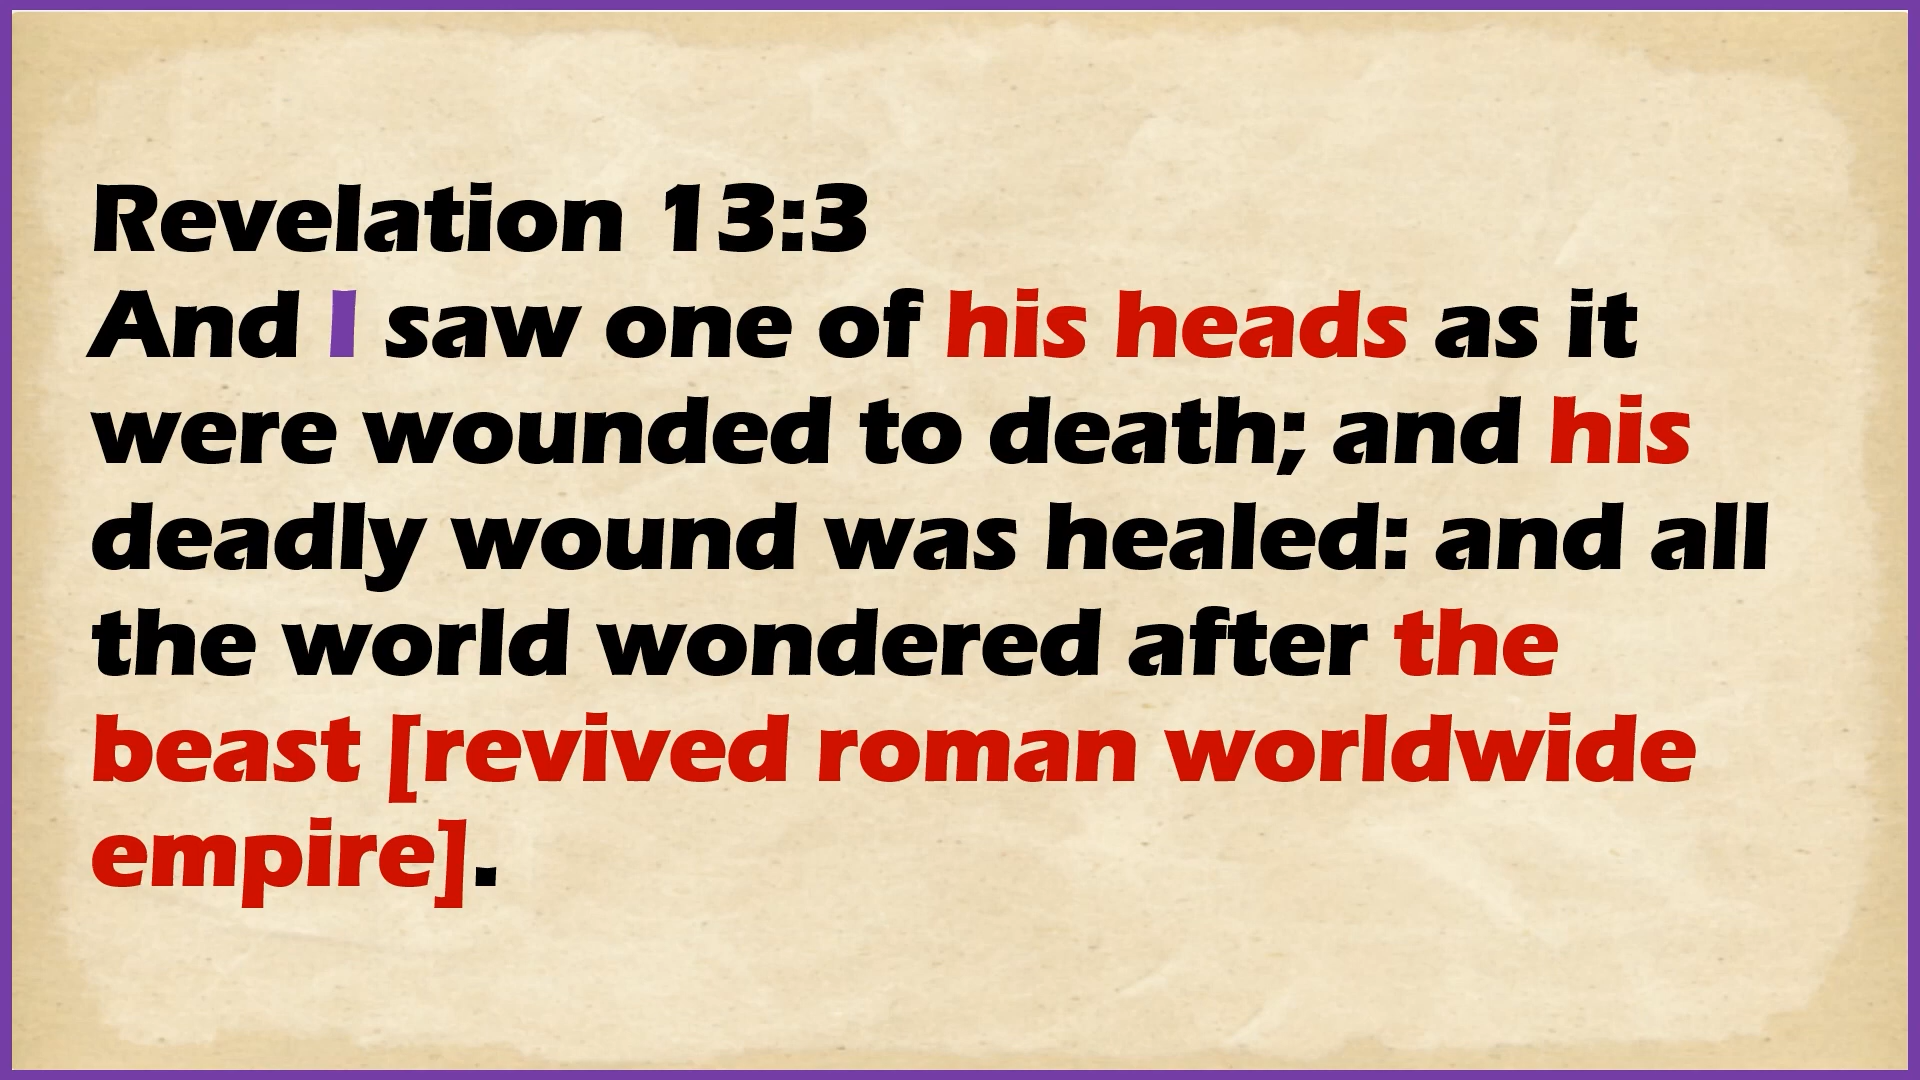 Revelation 13:3
And I saw one of his heads as it
were wounded to death; and his
deadly wound was healed: and all
the world wondered after the
beast [revived roman worldwide
empire].